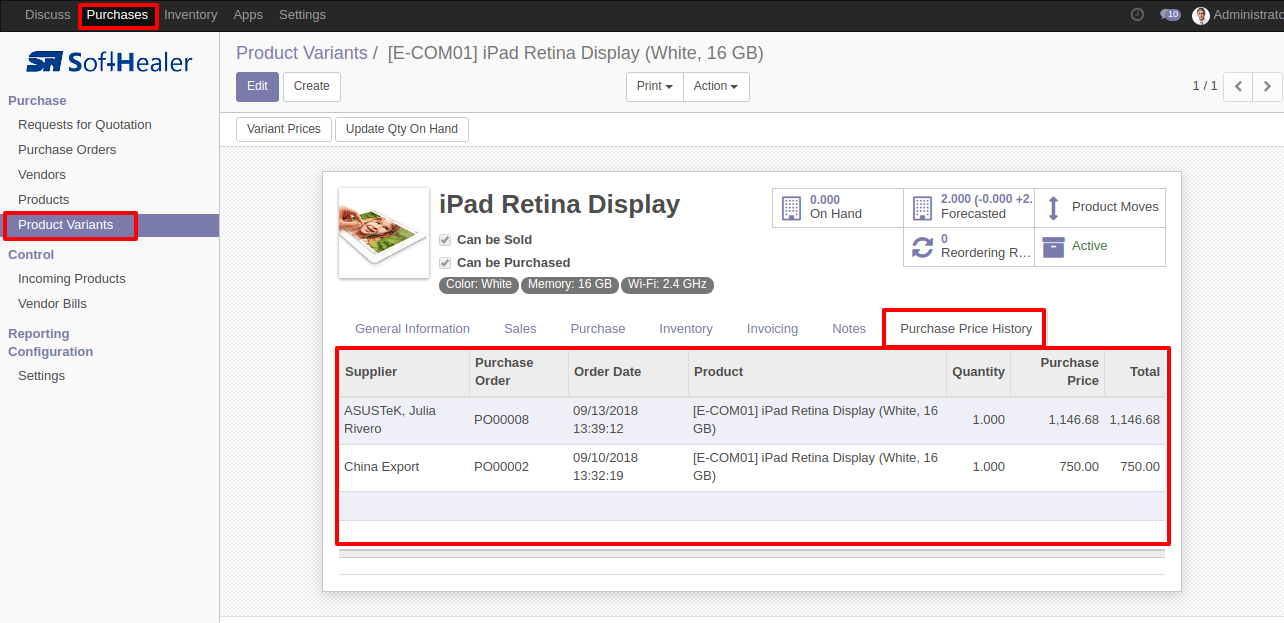 Discuss Purchases Inventory Apps Settings 10 Administrato
SoftHealer
Product Variants / [E-COM01] iPad Retina Display (White, 16 GB)
Edit Create Print Action 1 / 1
Purchase
Requests for Quotation
Purchase Orders
Vendors
Products
Product Variants
Control
Incoming Products
Vendor Bills
Reporting
Configuration
Settings
Variant Prices Update Qty On Hand
iPad Retina Display
Can be Sold
Can be Purchased
Color: White Memory: 16 GB Wi-Fi: 2.4 GHz
0.000
On Hand
2.000 (-0.000 +2.
Forecasted
Product Moves
0
Reordering R...
Active
General Information Sales Purchase Inventory Invoicing Notes Purchase Price History
Supplier Purchase Order Order Date Product Quantity Purchase Price Total
ASUSTeK, Julia Rivero PO00008 09/13/2018 13:39:12 [E-COM01] iPad Retina Display (White, 16 GB) 1.000 1,146.68 1,146.68
China Export PO00002 09/10/2018 13:32:19 [E-COM01] iPad Retina Display (White, 16 GB) 1.000 750.00 750.00